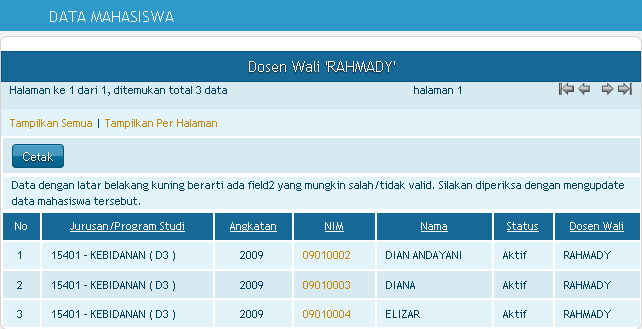 DATA MAHASISWA
Dosen Wali 'RAHMADY'
Halaman ke 1 dari 1, ditemukan total 3 data halaman 1
Tampilkan Semua | Tampilkan Per Halaman
Cetak
Data dengan latar belakang kuning berarti ada field2 yang mungkin salah/tidak valid. Silakan diperiksa dengan mengupdate
data mahasiswa tersebut.
No Jurusan/Program Studi Angkatan NIM Nama Status Dosen Wali
1 15401 - KEBIDANAN ( D3 ) 2009 09010002 DIAN ANDAYANI Aktif RAHMADY
2 15401 - KEBIDANAN ( D3 ) 2009 09010003 DIANA Aktif RAHMADY
3 15401 - KEBIDANAN ( D3 ) 2009 09010004 ELIZAR Aktif RAHMADY